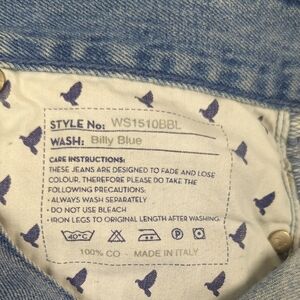 STYLE No: WS1510BBL
WASH: Billy Blue
CARE INSTRUCTIONS:
THESE JEANS ARE DESIGNED TO FADE AND LOSE
COLOUR, THEREFORE PLEASE DO TAKE THE
FOLLOWING PRECAUTIONS:
• ALWAYS WASH SEPARATELY
• DO NOT USE BLEACH
• IRON LEGS TO ORIGINAL LENGTH AFTER WASHING.
40°C
P
100% CO - MADE IN ITALY